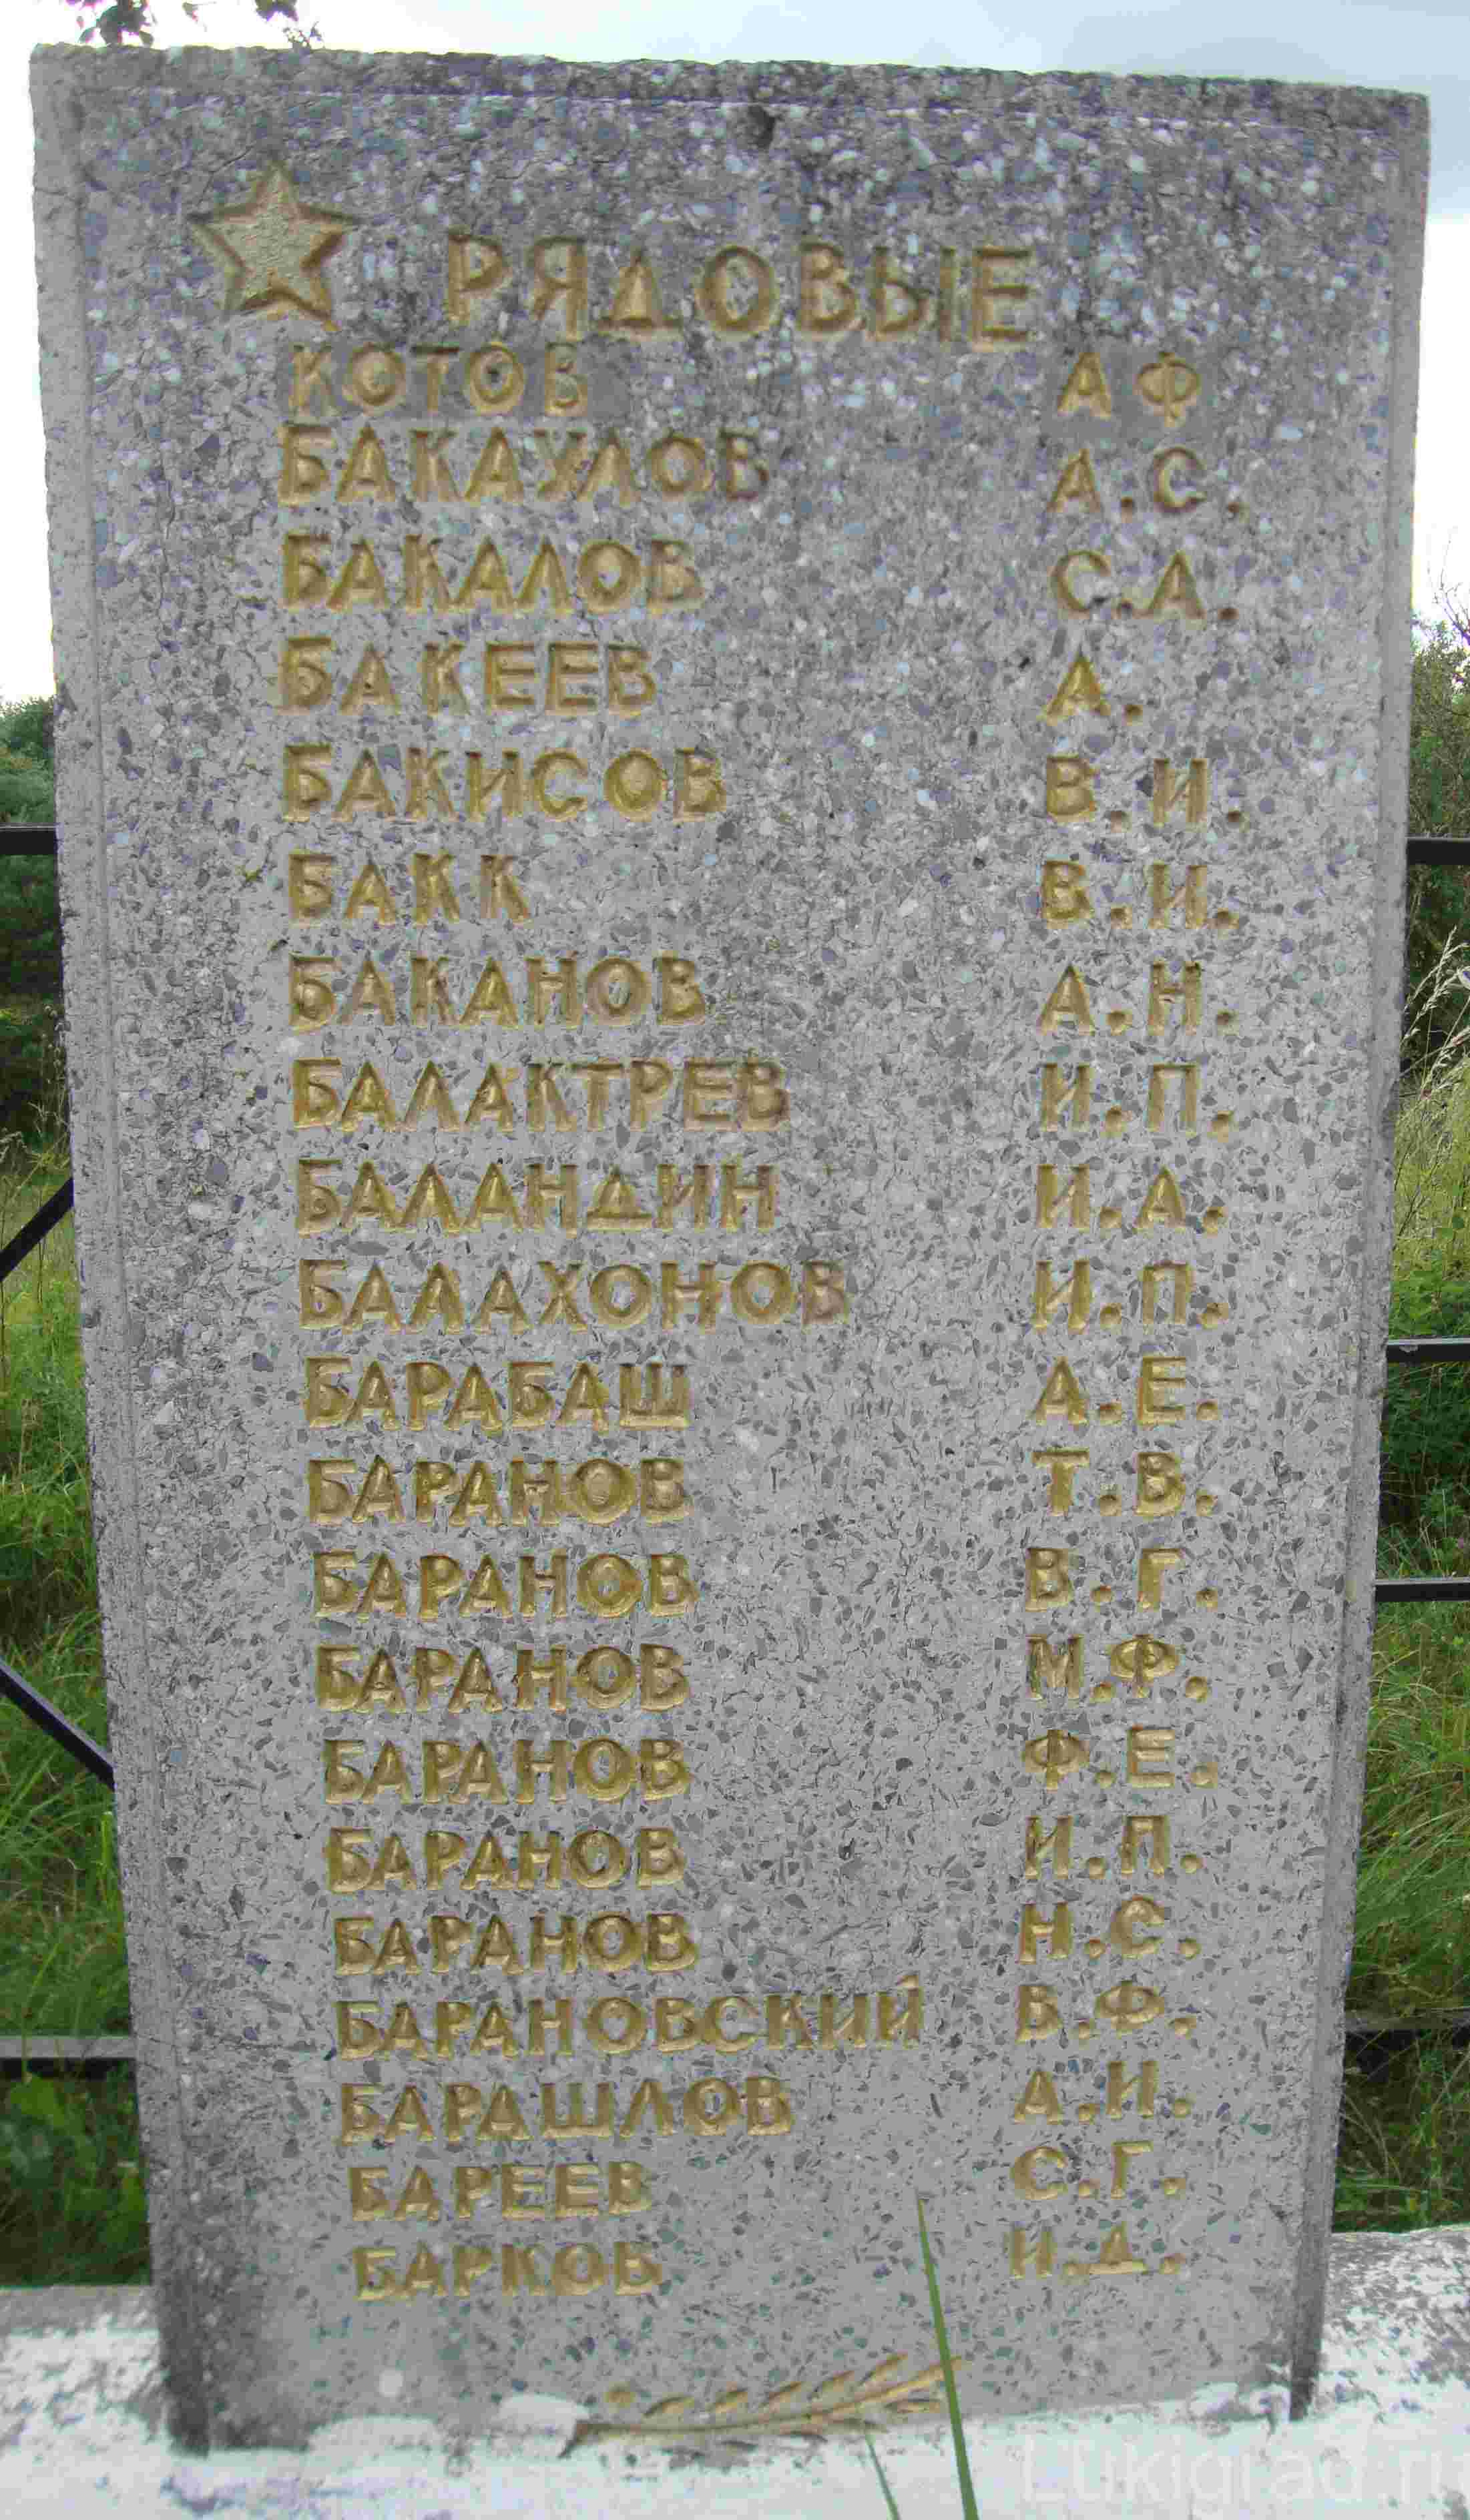 РЯДОВЫЕ
КОТОВ А Ф
БАКАУЛОВ А.С.
БАКАЛОВ С.А.
БАКЕЕВ А.
БАКИСОВ В.И.
БАКК В.И.
БАКАНОВ А.Н.
БАЛАКТРЕВ И.П.
БАЛАНДИН И.А.
БАЛАХОНОВ И.П.
БАРАБАШ А.Е.
БАРАНОВ Т.В.
БАРАНОВ В.Г.
БАРАНОВ М.Ф.
БАРАНОВ Ф.Е.
БАРАНОВ И.П.
БАРАНОВ Н.С.
БАРАНОВСКИЙ В.Ф.
БАРАШЛОВ А.И.
БАРЕЕВ С.Г.
БАРКОВ И.Д.
Lukigrad.ru